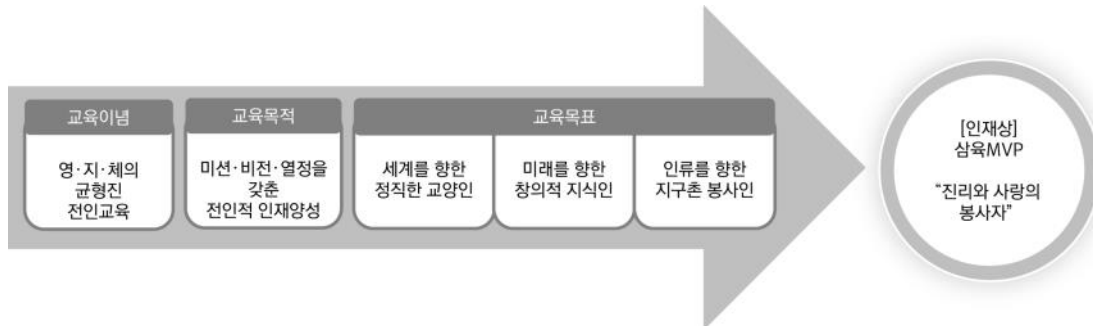 교육이념
영·지·체의
균형진
전인교육
교육목적
미션·비전·열정을
갖춘
전인적 인재양성
교육목표
세계를 향한
정직한 교양인
미래를 향한
창의적 지식인
인류를 향한
지구촌 봉사인
[인재상]
삼육MVP
“진리와 사랑의
봉사자”